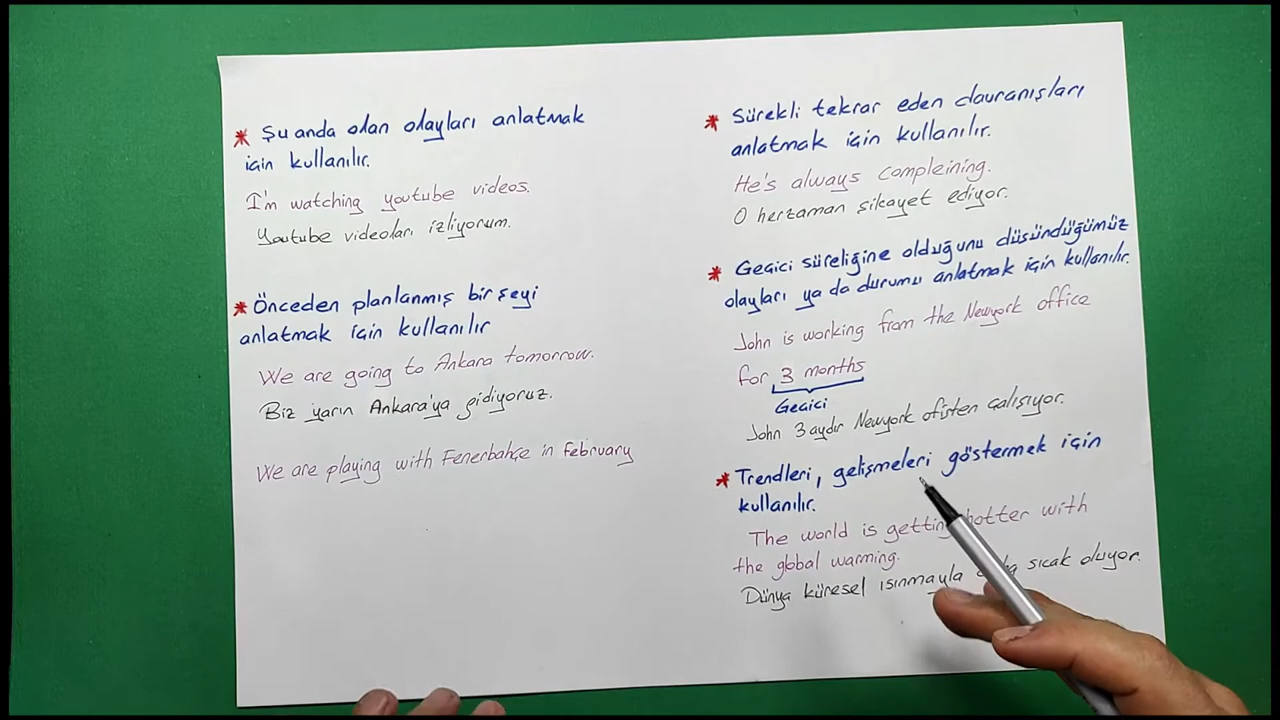 * Şu anda olan olayları anlatmak
için kullanılır.
I'm watching youtube videos.
Youtube videoları izliyorum.
* Önceden planlanmış bir şeyi
anlatmak için kullanılır
We are going to Ankara tomorrow.
Biz yarın Ankara'ya gidiyoruz.
We are playing with Fenerbahçe in february
* Sürekli tekrar eden davranışları
anlatmak için kullanılır.
He's always compleining.
O herzaman şikayet ediyor.
* Geçici süreliğine olduğunu düşündüğümüz
olayları ya da durumu anlatmak için kullanılır.
John is working from the Newyork office
for 3 months
Geçici
John 3 aydır Newyork ofisten çalışıyor.
* Trendleri, gelişmeleri göstermek için
kullanılır.
The world is getting hotter with
the global warming.
Dünya küresel ısınmayla sıcak oluyor.